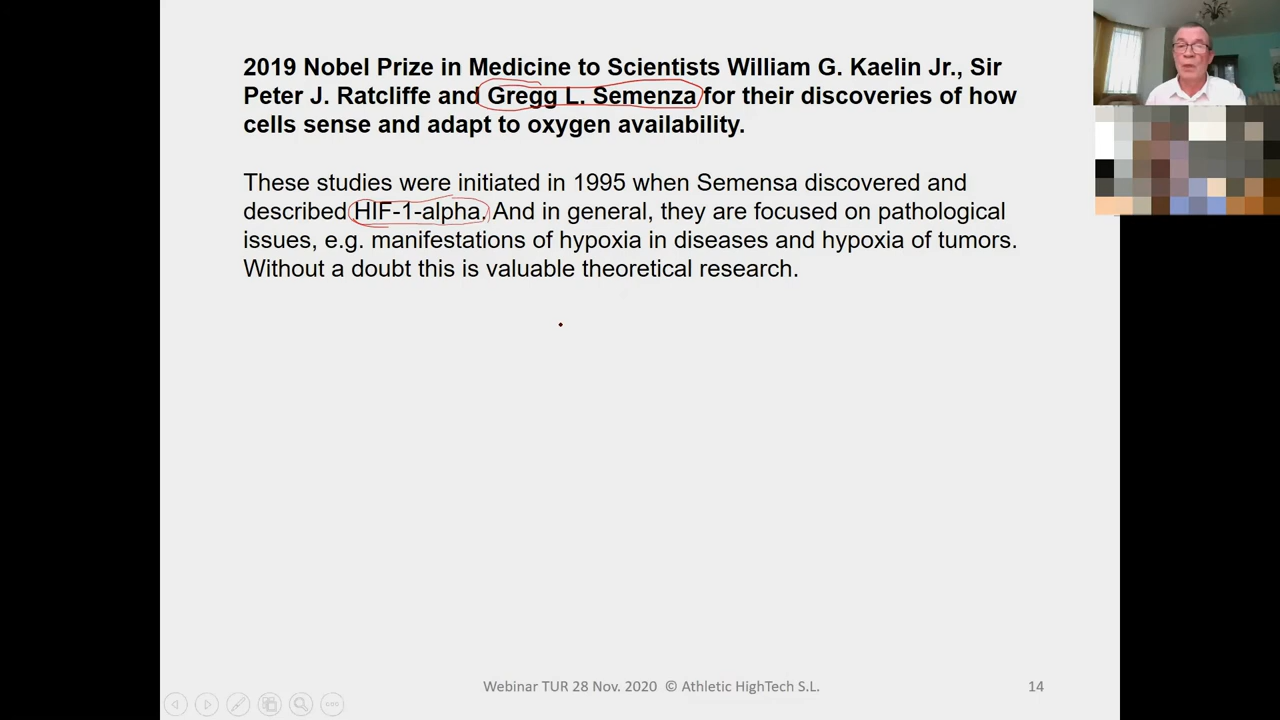 2019 Nobel Prize in Medicine to Scientists William G. Kaelin Jr., Sir
Peter J. Ratcliffe and Gregg L. Semenza for their discoveries of how
cells sense and adapt to oxygen availability.
These studies were initiated in 1995 when Semensa discovered and
described HIF-1-alpha. And in general, they are focused on pathological
issues, e.g. manifestations of hypoxia in diseases and hypoxia of tumors.
Without a doubt this is valuable theoretical research.
Webinar TUR 28 Nov. 2020 © Athletic HighTech S.L.
14